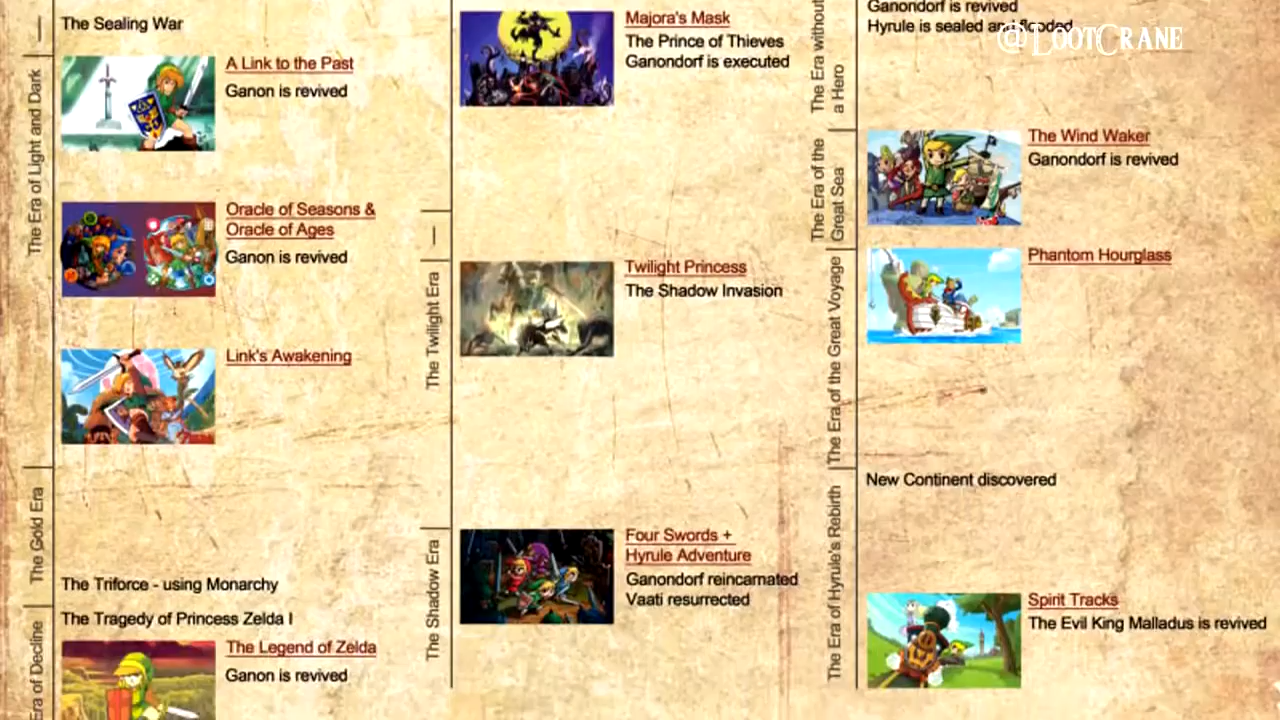 The Sealing War
The Era of Light and Dark
A Link to the Past
Ganon is revived
Oracle of Seasons &
Oracle of Ages
Ganon is revived
Link's Awakening
The Gold Era
The Triforce - using Monarchy
Era of Decline
The Tragedy of Princess Zelda I
The Legend of Zelda
Ganon is revived
Majora's Mask
The Prince of Thieves
Ganondorf is executed
The Twilight Era
Twilight Princess
The Shadow Invasion
The Shadow Era
Four Swords +
Hyrule Adventure
Ganondorf reincarnated
Vaati resurrected
The Era without
a Hero
Ganondorf is revived
Hyrule is sealed and flooded
@LootCrane
The Era of the
Great Sea
The Wind Waker
Ganondorf is revived
The Era of the Great Voyage
Phantom Hourglass
The Era of Hyrule's Rebirth
New Continent discovered
Spirit Tracks
The Evil King Malladus is revived